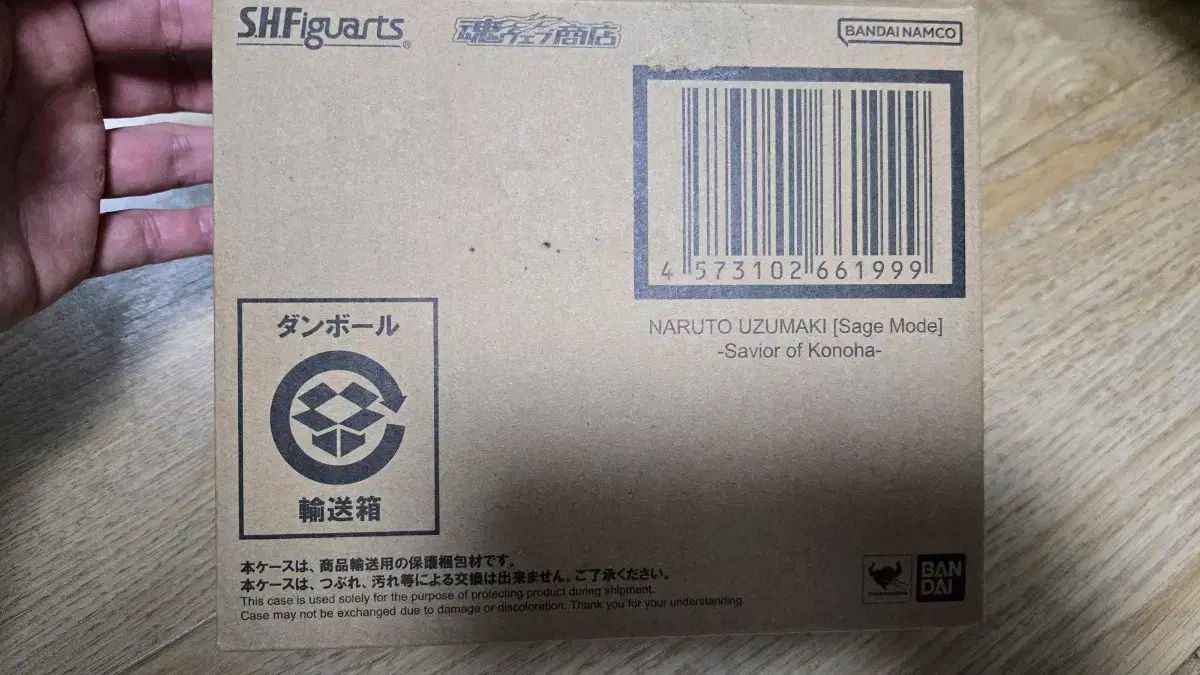 S.H.Figuarts®
魂ウェブ商店
BANDAI NAMCO
4 573102 661999
NARUTO UZUMAKI [Sage Mode]
-Savior of Konoha-
ダンボール
輸送箱
本ケースは、商品輸送用の保護梱包材です。
本ケースは、つぶれ、汚れ等による交換は出来ません。ご了承ください。
This case is used solely for the purpose of protecting product during shipment.
Case may not be exchanged due to damage or discoloration. Thank you for your understanding.
BAN
DAI